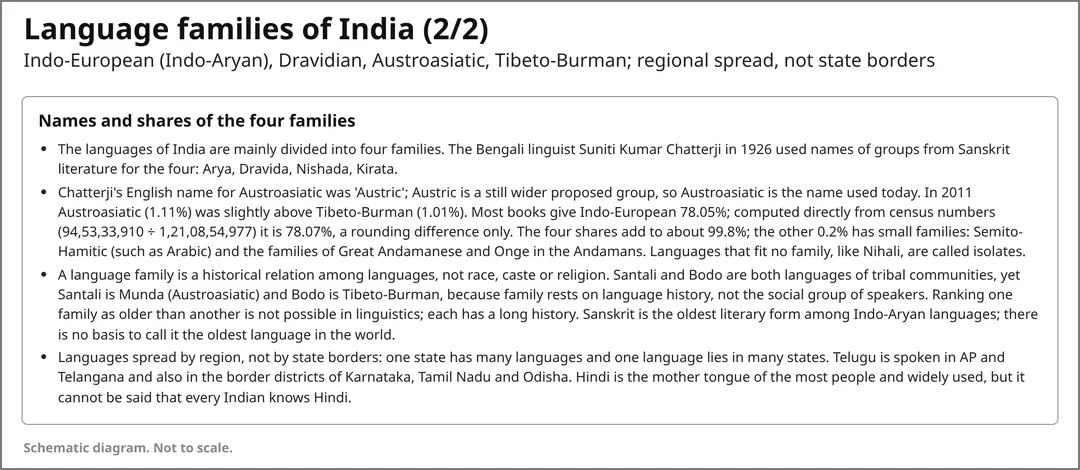 Language families of India (2/2)
Indo-European (Indo-Aryan), Dravidian, Austroasiatic, Tibeto-Burman; regional spread, not state borders
Names and shares of the four families
• The languages of India are mainly divided into four families. The Bengali linguist Suniti Kumar Chatterji in 1926 used names of groups from Sanskrit
literature for the four: Arya, Dravida, Nishada, Kirata.
• Chatterji's English name for Austroasiatic was 'Austric'; Austric is a still wider proposed group, so Austroasiatic is the name used today. In 2011
Austroasiatic (1.11%) was slightly above Tibeto-Burman (1.01%). Most books give Indo-European 78.05%; computed directly from census numbers
(94,53,33,910 ÷ 1,21,08,54,977) it is 78.07%, a rounding difference only. The four shares add to about 99.8%; the other 0.2% has small families: Semito-
Hamitic (such as Arabic) and the families of Great Andamanese and Onge in the Andamans. Languages that fit no family, like Nihali, are called isolates.
• A language family is a historical relation among languages, not race, caste or religion. Santali and Bodo are both languages of tribal communities, yet
Santali is Munda (Austroasiatic) and Bodo is Tibeto-Burman, because family rests on language history, not the social group of speakers. Ranking one
family as older than another is not possible in linguistics; each has a long history. Sanskrit is the oldest literary form among Indo-Aryan languages; there
is no basis to call it the oldest language in the world.
• Languages spread by region, not by state borders: one state has many languages and one language lies in many states. Telugu is spoken in AP and
Telangana and also in the border districts of Karnataka, Tamil Nadu and Odisha. Hindi is the mother tongue of the most people and widely used, but it
cannot be said that every Indian knows Hindi.
Schematic diagram. Not to scale.